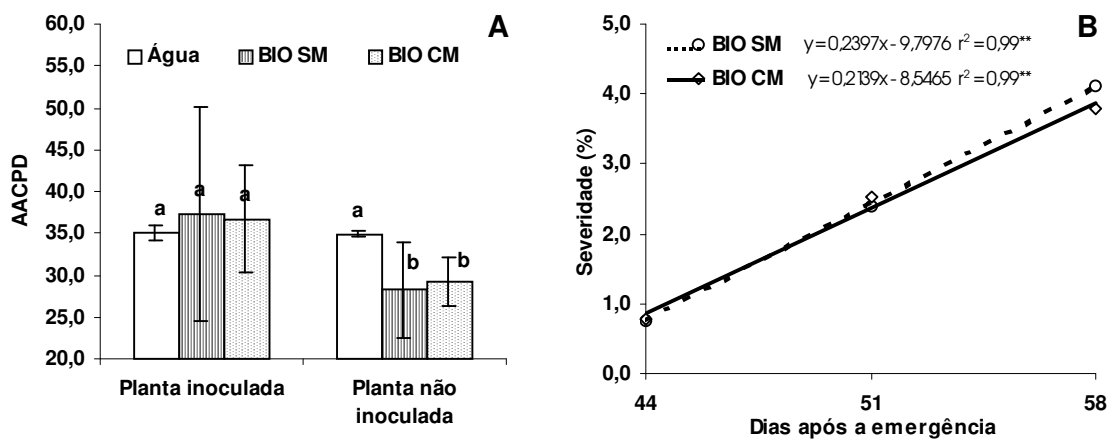 A
60,0
55,0
50,0
45,0
40,0
35,0
30,0
25,0
20,0
AACPD
Água BIO SM BIO CM
a a a a b b
Planta inoculada Planta não inoculada
B
5,0
4,0
3,0
2,0
1,0
0,0
Severidade (%)
BIO SM y=0,2397x-9,7976 r²=0,99**
BIO CM y=0,2139x-8,5465 r²=0,99**
44 51 58
Dias após a emergência